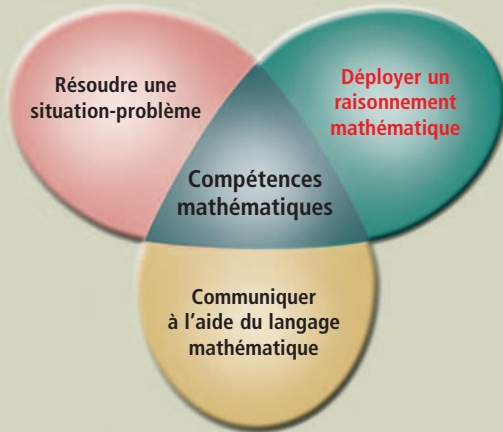 Résoudre une
situation-problème
Déployer un
raisonnement
mathématique
Compétences
mathématiques
Communiquer
à l’aide du langage
mathématique